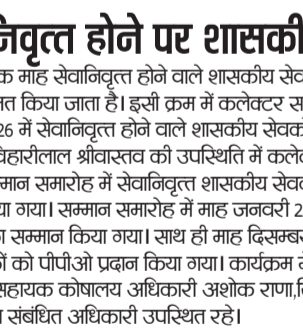 निवृत्त होने पर शासकी
क माह सेवानिवृत्त होने वाले शासकीय सेव
त किया जाता है। इसी क्रम में कलेक्टर स
26 में सेवानिवृत्त होने वाले शासकीय सेवकं
बिहारीलाल श्रीवास्तव की उपस्थिति में कले
मान समारोह में सेवानिवृत्त शासकीय सेव
या गया। सम्मान समारोह में माह जनवरी 2
सम्मान किया गया। साथ ही माह दिसम्बर
ों को पीपीओ प्रदान किया गया। कार्यक्रम
सहायक कोषालय अधिकारी अशोक राणा,
संबंधित अधिकारी उपस्थित रहे।